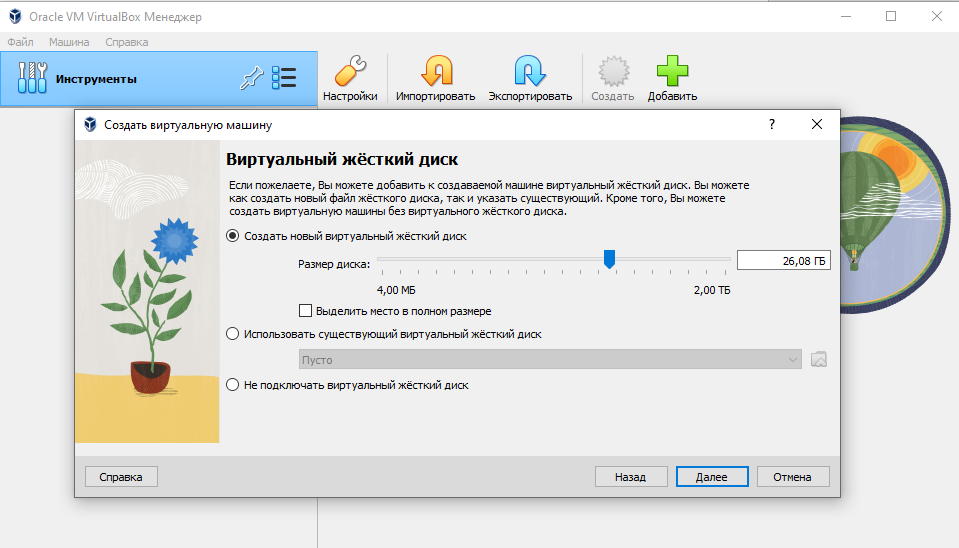 Oracle VM VirtualBox Менеджер
Файл Машина Справка
Инструменты
Настройки Импортировать Экспортировать Создать Добавить
Создать виртуальную машину
?
Виртуальный жёсткий диск
Если пожелаете, Вы можете добавить к создаваемой машине виртуальный жёсткий диск. Вы можете
как создать новый файл жёсткого диска, так и указать существующий. Кроме того, Вы можете
создать виртуальную машины без виртуального жёсткого диска.
Создать новый виртуальный жёсткий диск
Размер диска: 26,08 ГБ
4,00 МБ 2,00 ТБ
Выделить место в полном размере
Использовать существующий виртуальный жёсткий диск
Пусто
Не подключать виртуальный жёсткий диск
Справка Назад Далее Отмена